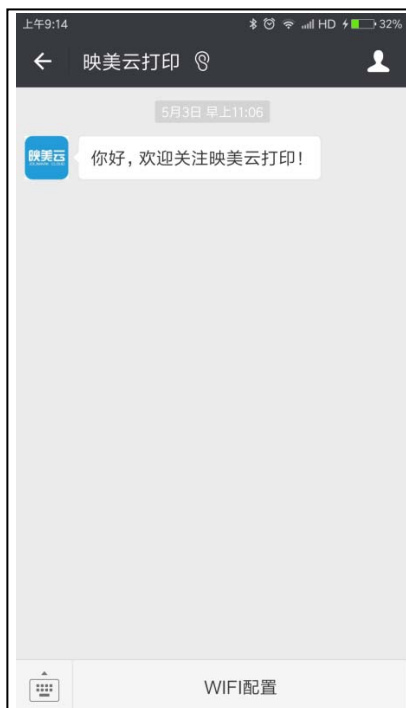 上午9:14 HD 32%
映美云打印
5月3日 早上11:06
映美云
你好，欢迎关注映美云打印！
WIFI配置